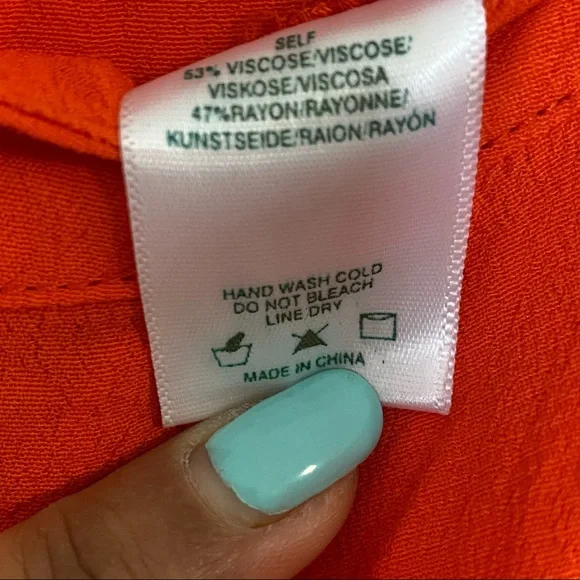 SELF
53% VISCOSE/VISCOSE/
VISKOSE/VISCOSA
47%RAYON/RAYONNE/
KUNSTSEIDE/RAION/RAYÓN
HAND WASH COLD
DO NOT BLEACH
LINE DRY
MADE IN CHINA